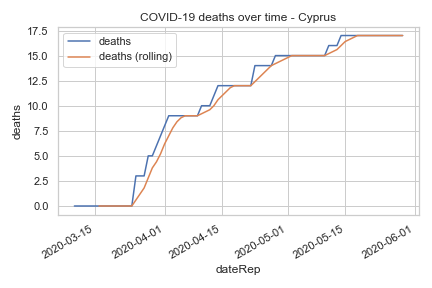 COVID-19 deaths over time - Cyprus
deaths
deaths (rolling)
17.5
15.0
12.5
10.0
7.5
5.0
2.5
0.0
deaths
2020-03-15
2020-04-01
2020-04-15
2020-05-01
2020-05-15
2020-06-01
dateRep